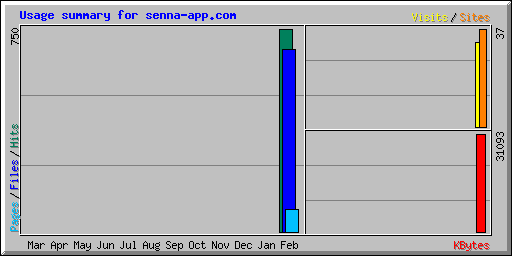 Usage summary for senna-app.com
Visits/Sites
750
37
Pages/Files/Hits
31093
Mar Apr May Jun Jul Aug Sep Oct Nov Dec Jan Feb
KBytes